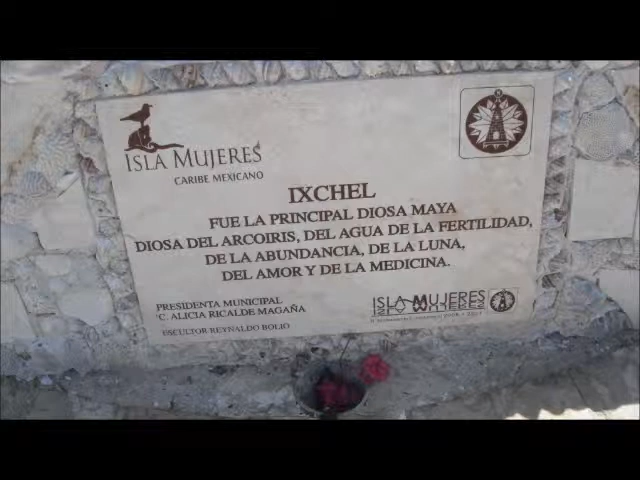 ISLA MUJERES
CARIBE MEXICANO
IXCHEL
FUE LA PRINCIPAL DIOSA MAYA
DIOSA DEL ARCOIRIS, DEL AGUA DE LA FERTILIDAD,
DE LA ABUNDANCIA, DE LA LUNA,
DEL AMOR Y DE LA MEDICINA.
PRESIDENTA MUNICIPAL
C. ALICIA RICALDE MAGAÑA
ESCULTOR REYNALDO BOLIO
ISLA MUJERES